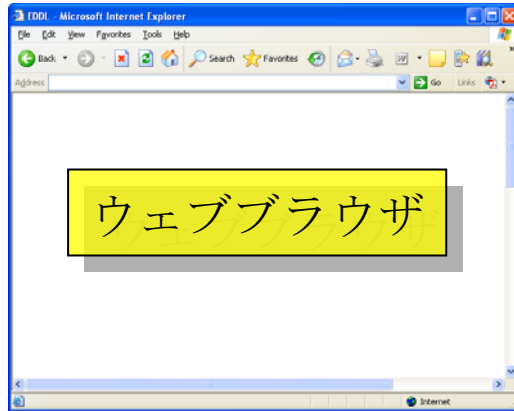 EDDL - Microsoft Internet Explorer
File Edit View Favorites Tools Help
Back Search Favorites
Address Go Links
ウェブブラウザ
Internet